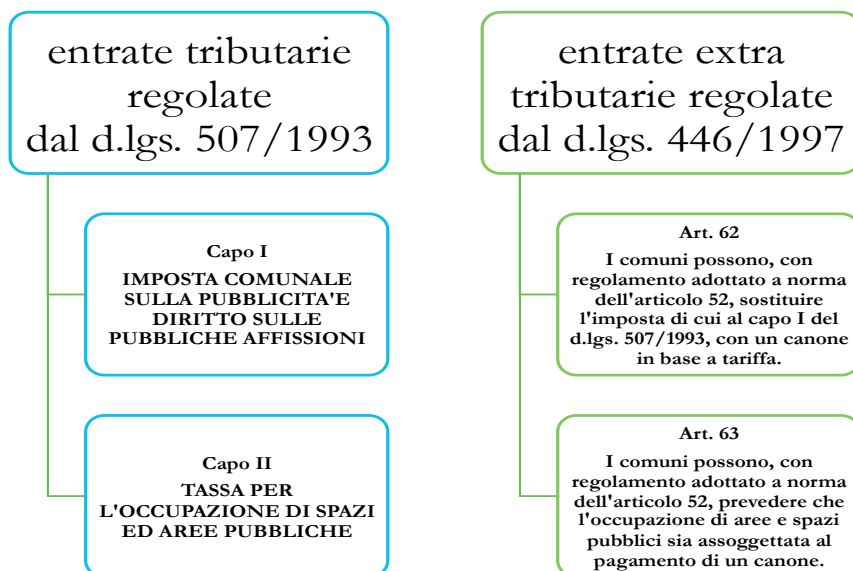 entrate tributarie
regolate
dal d.lgs. 507/1993
Capo I
IMPOSTA COMUNALE
SULLA PUBBLICITA'E
DIRITTO SULLE
PUBBLICHE AFFISSIONI
Capo II
TASSA PER
L'OCCUPAZIONE DI SPAZI
ED AREE PUBBLICHE
entrate extra
tributarie regolate
dal d.lgs. 446/1997
Art. 62
I comuni possono, con
regolamento adottato a norma
dell'articolo 52, sostituire
l'imposta di cui al capo I del
d.lgs. 507/1993, con un canone
in base a tariffa.
Art. 63
I comuni possono, con
regolamento adottato a norma
dell'articolo 52, prevedere che
l'occupazione di aree e spazi
pubblici sia assoggettata al
pagamento di un canone.